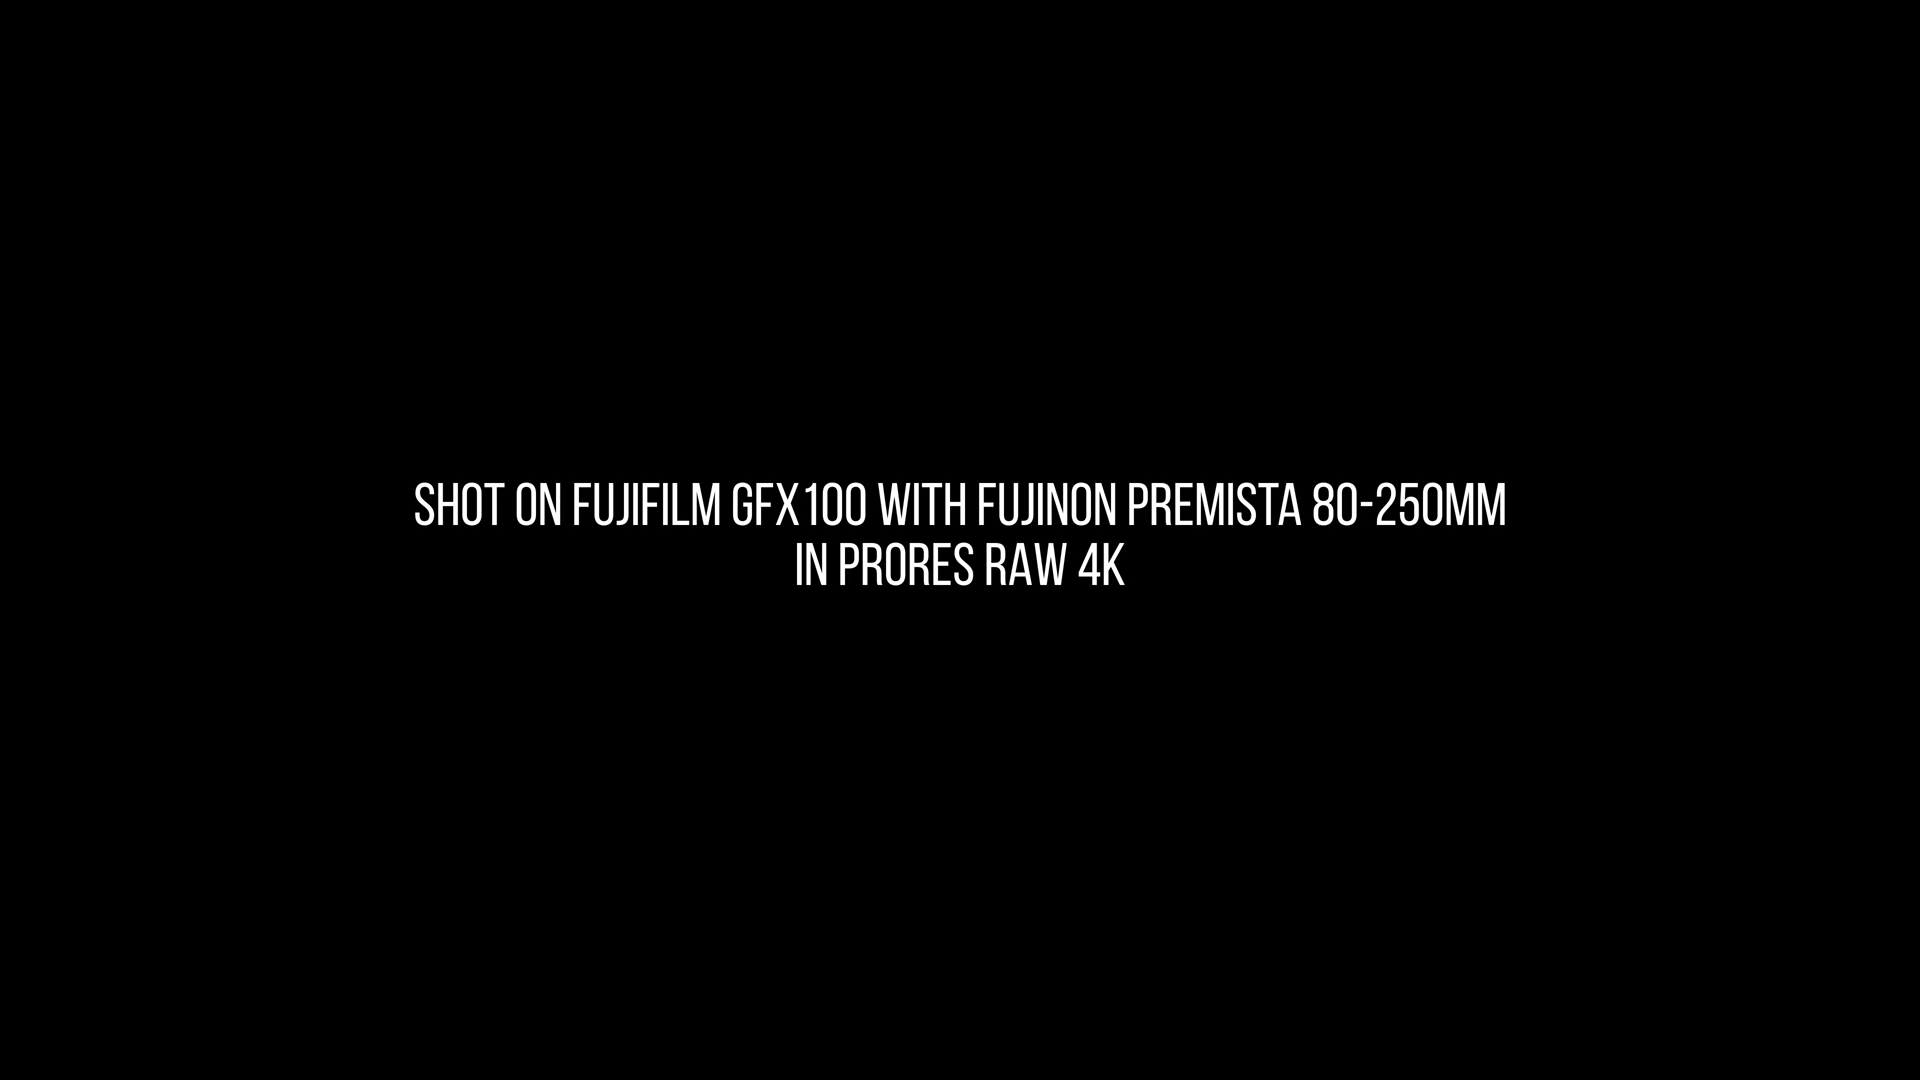 SHOT ON FUJIFILM GFX100 WITH FUJINON PREMISTA 80-250MM
IN PRORES RAW 4K